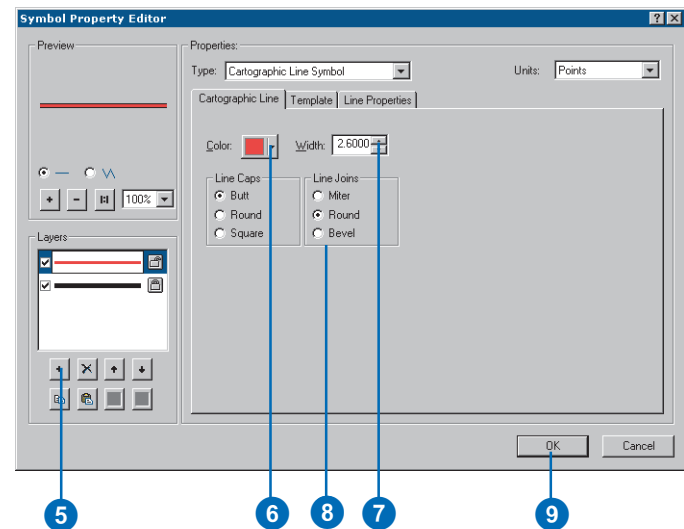 Symbol Property Editor
? X
Preview
100%
Layers
Properties:
Type: Cartographic Line Symbol
Units: Points
Cartographic Line
Template
Line Properties
Color:
Width: 2.6000
Line Caps
Butt
Round
Square
Line Joins
Miter
Round
Bevel
OK
Cancel
5
6
8
7
9